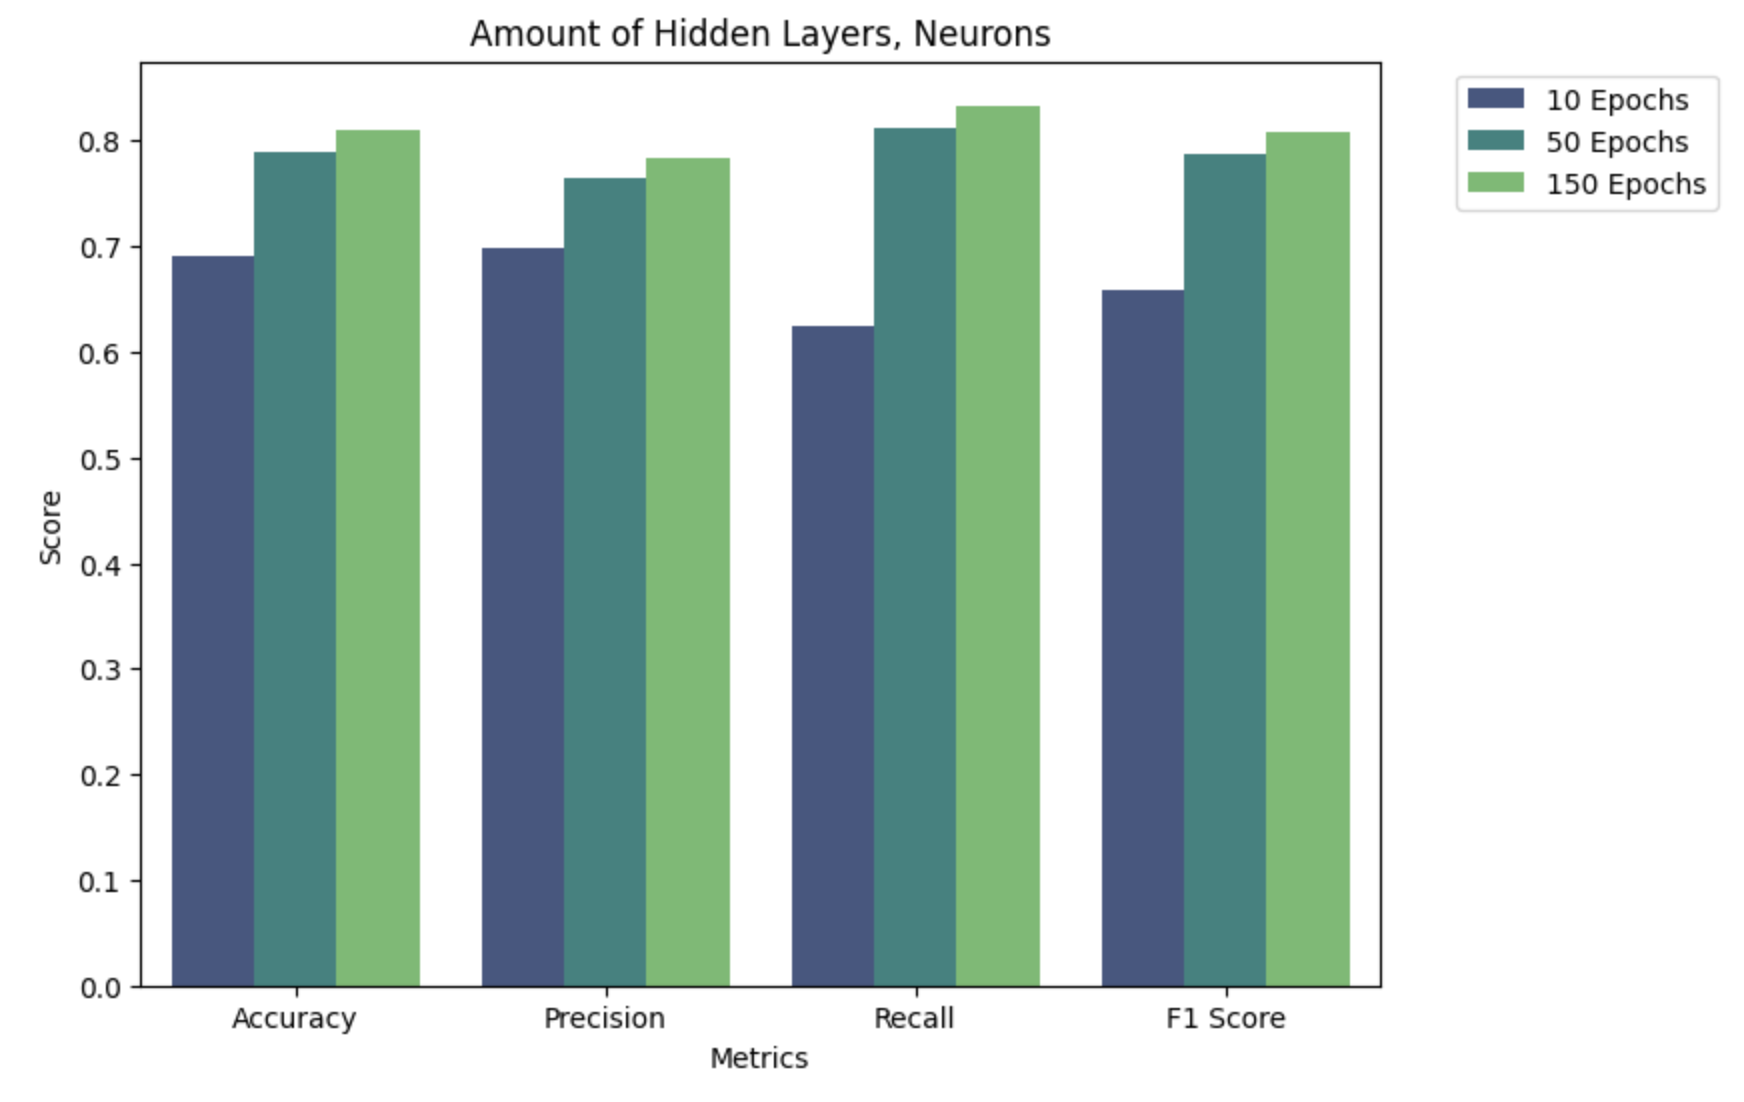 Amount of Hidden Layers, Neurons
10 Epochs
50 Epochs
150 Epochs
Score
0.8
0.7
0.6
0.5
0.4
0.3
0.2
0.1
0.0
Accuracy Precision Recall F1 Score
Metrics